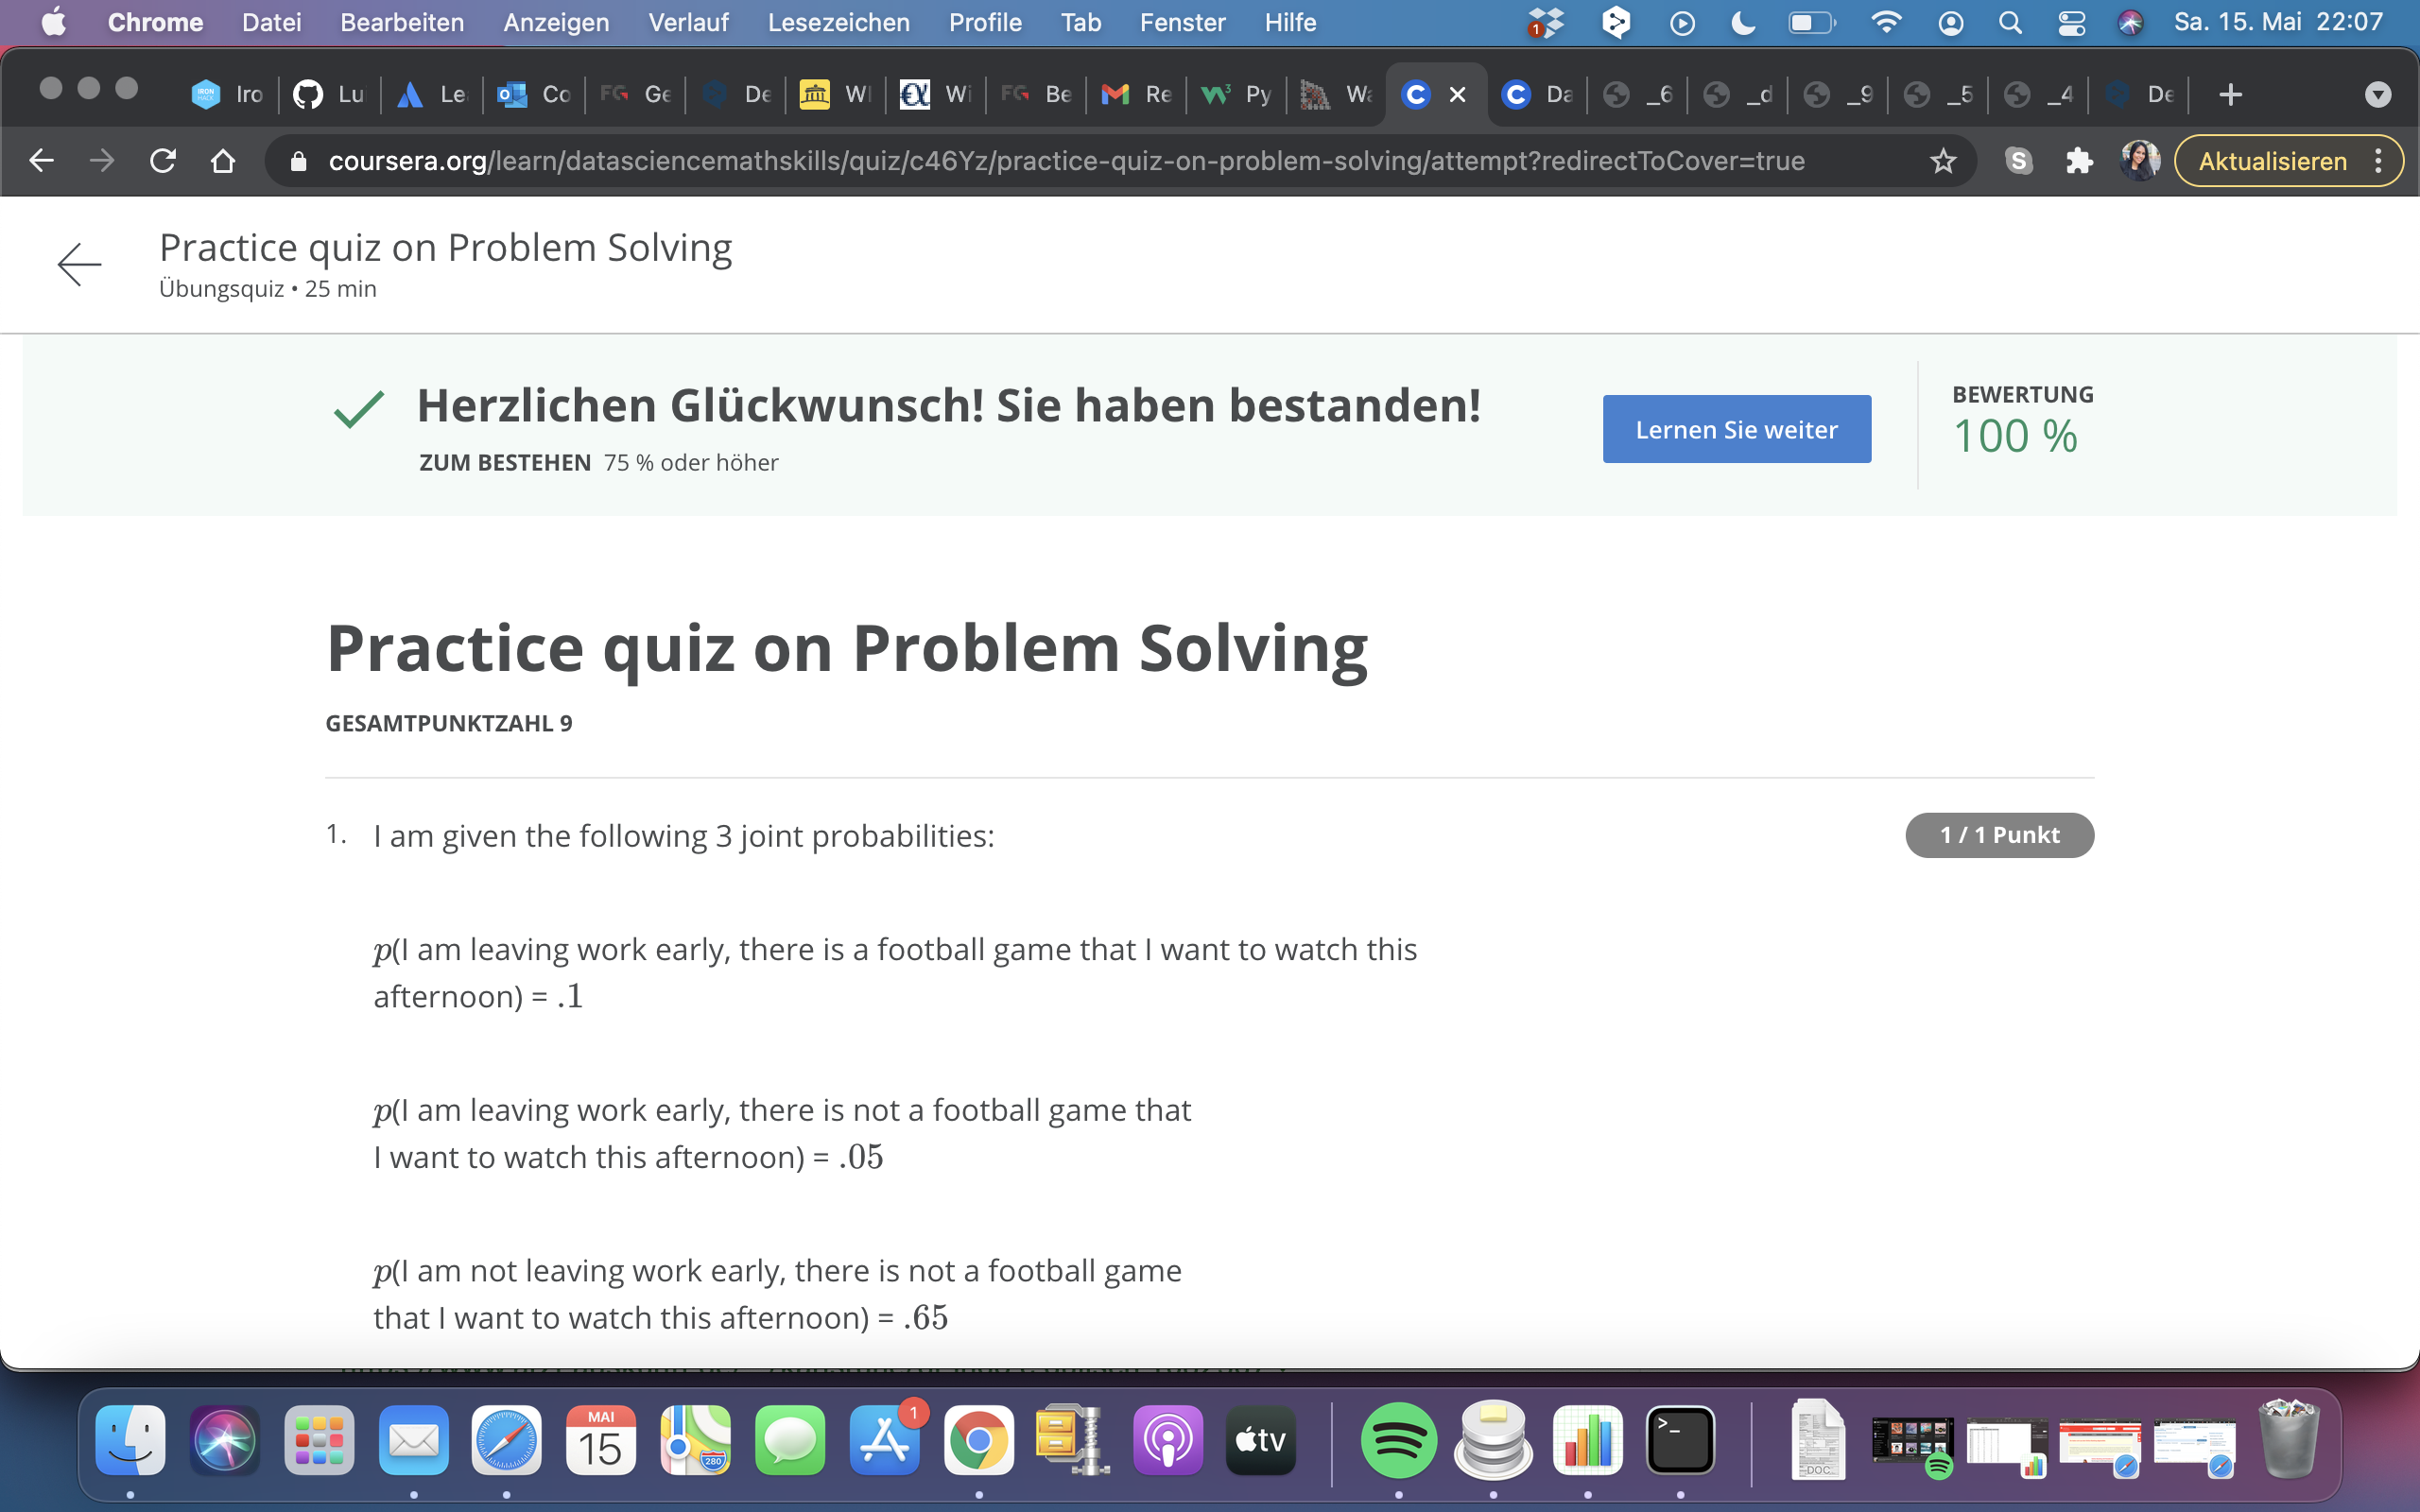 Chrome Datei Bearbeiten Anzeigen Verlauf Lesezeichen Profile Tab Fenster Hilfe 1 Sa. 15. Mai 22:07
Iro Lu Le Co Ge De WI Wi Be Re Py Wa Da _6 _d _9 _5 _4 De
coursera.org/learn/datasciencemathskills/quiz/c46Yz/practice-quiz-on-problem-solving/attempt?redirectToCover=true Aktualisieren
Practice quiz on Problem Solving
Übungsquiz • 25 min
Herzlichen Glückwunsch! Sie haben bestanden!
ZUM BESTEHEN 75 % oder höher
Lernen Sie weiter
BEWERTUNG
100 %
Practice quiz on Problem Solving
GESAMTPUNKTZAHL 9
1. I am given the following 3 joint probabilities:
1 / 1 Punkt
p(I am leaving work early, there is a football game that I want to watch this
afternoon) = .1
p(I am leaving work early, there is not a football game that
I want to watch this afternoon) = .05
p(I am not leaving work early, there is not a football game
that I want to watch this afternoon) = .65
MAI
15
280
1
tv
>_
DOC